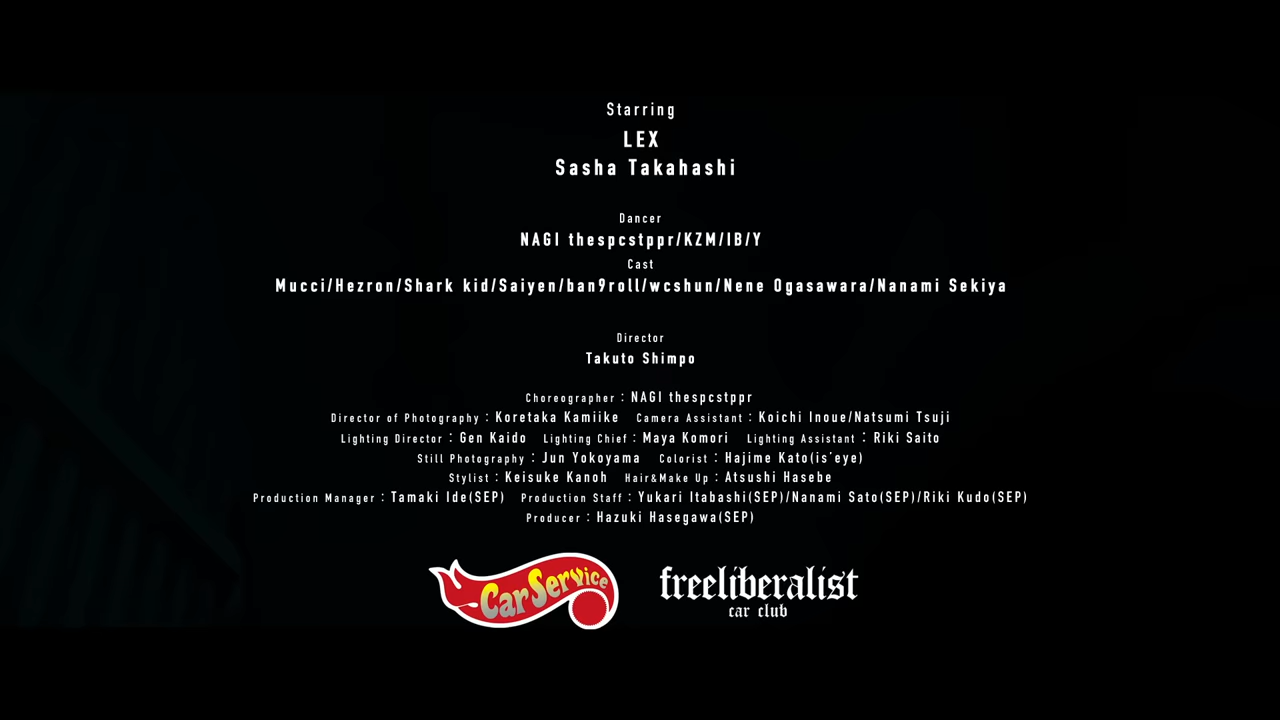 Starring
LEX
Sasha Takahashi
Dancer
NAGI thespcstppr/KZM/IB/Y
Cast
Mucci/Hezron/Shark kid/Saiyen/ban9roll/wcshun/Nene Ogasawara/Nanami Sekiya
Director
Takuto Shimpo
Choreographer : NAGI thespcstppr
Director of Photography : Koretaka Kamiike Camera Assistant : Koichi Inoue/Natsumi Tsuji
Lighting Director : Gen Kaido Lighting Chief : Maya Komori Lighting Assistant : Riki Saito
Still Photography : Jun Yokoyama Colorist : Hajime Kato(is'eye)
Stylist : Keisuke Kanoh Hair&Make Up : Atsushi Hasebe
Production Manager : Tamaki Ide(SEP) Production Staff : Yukari Itabashi(SEP)/Nanami Sato(SEP)/Riki Kudo(SEP)
Producer : Hazuki Hasegawa(SEP)
Car Service
freeliberalist
car club